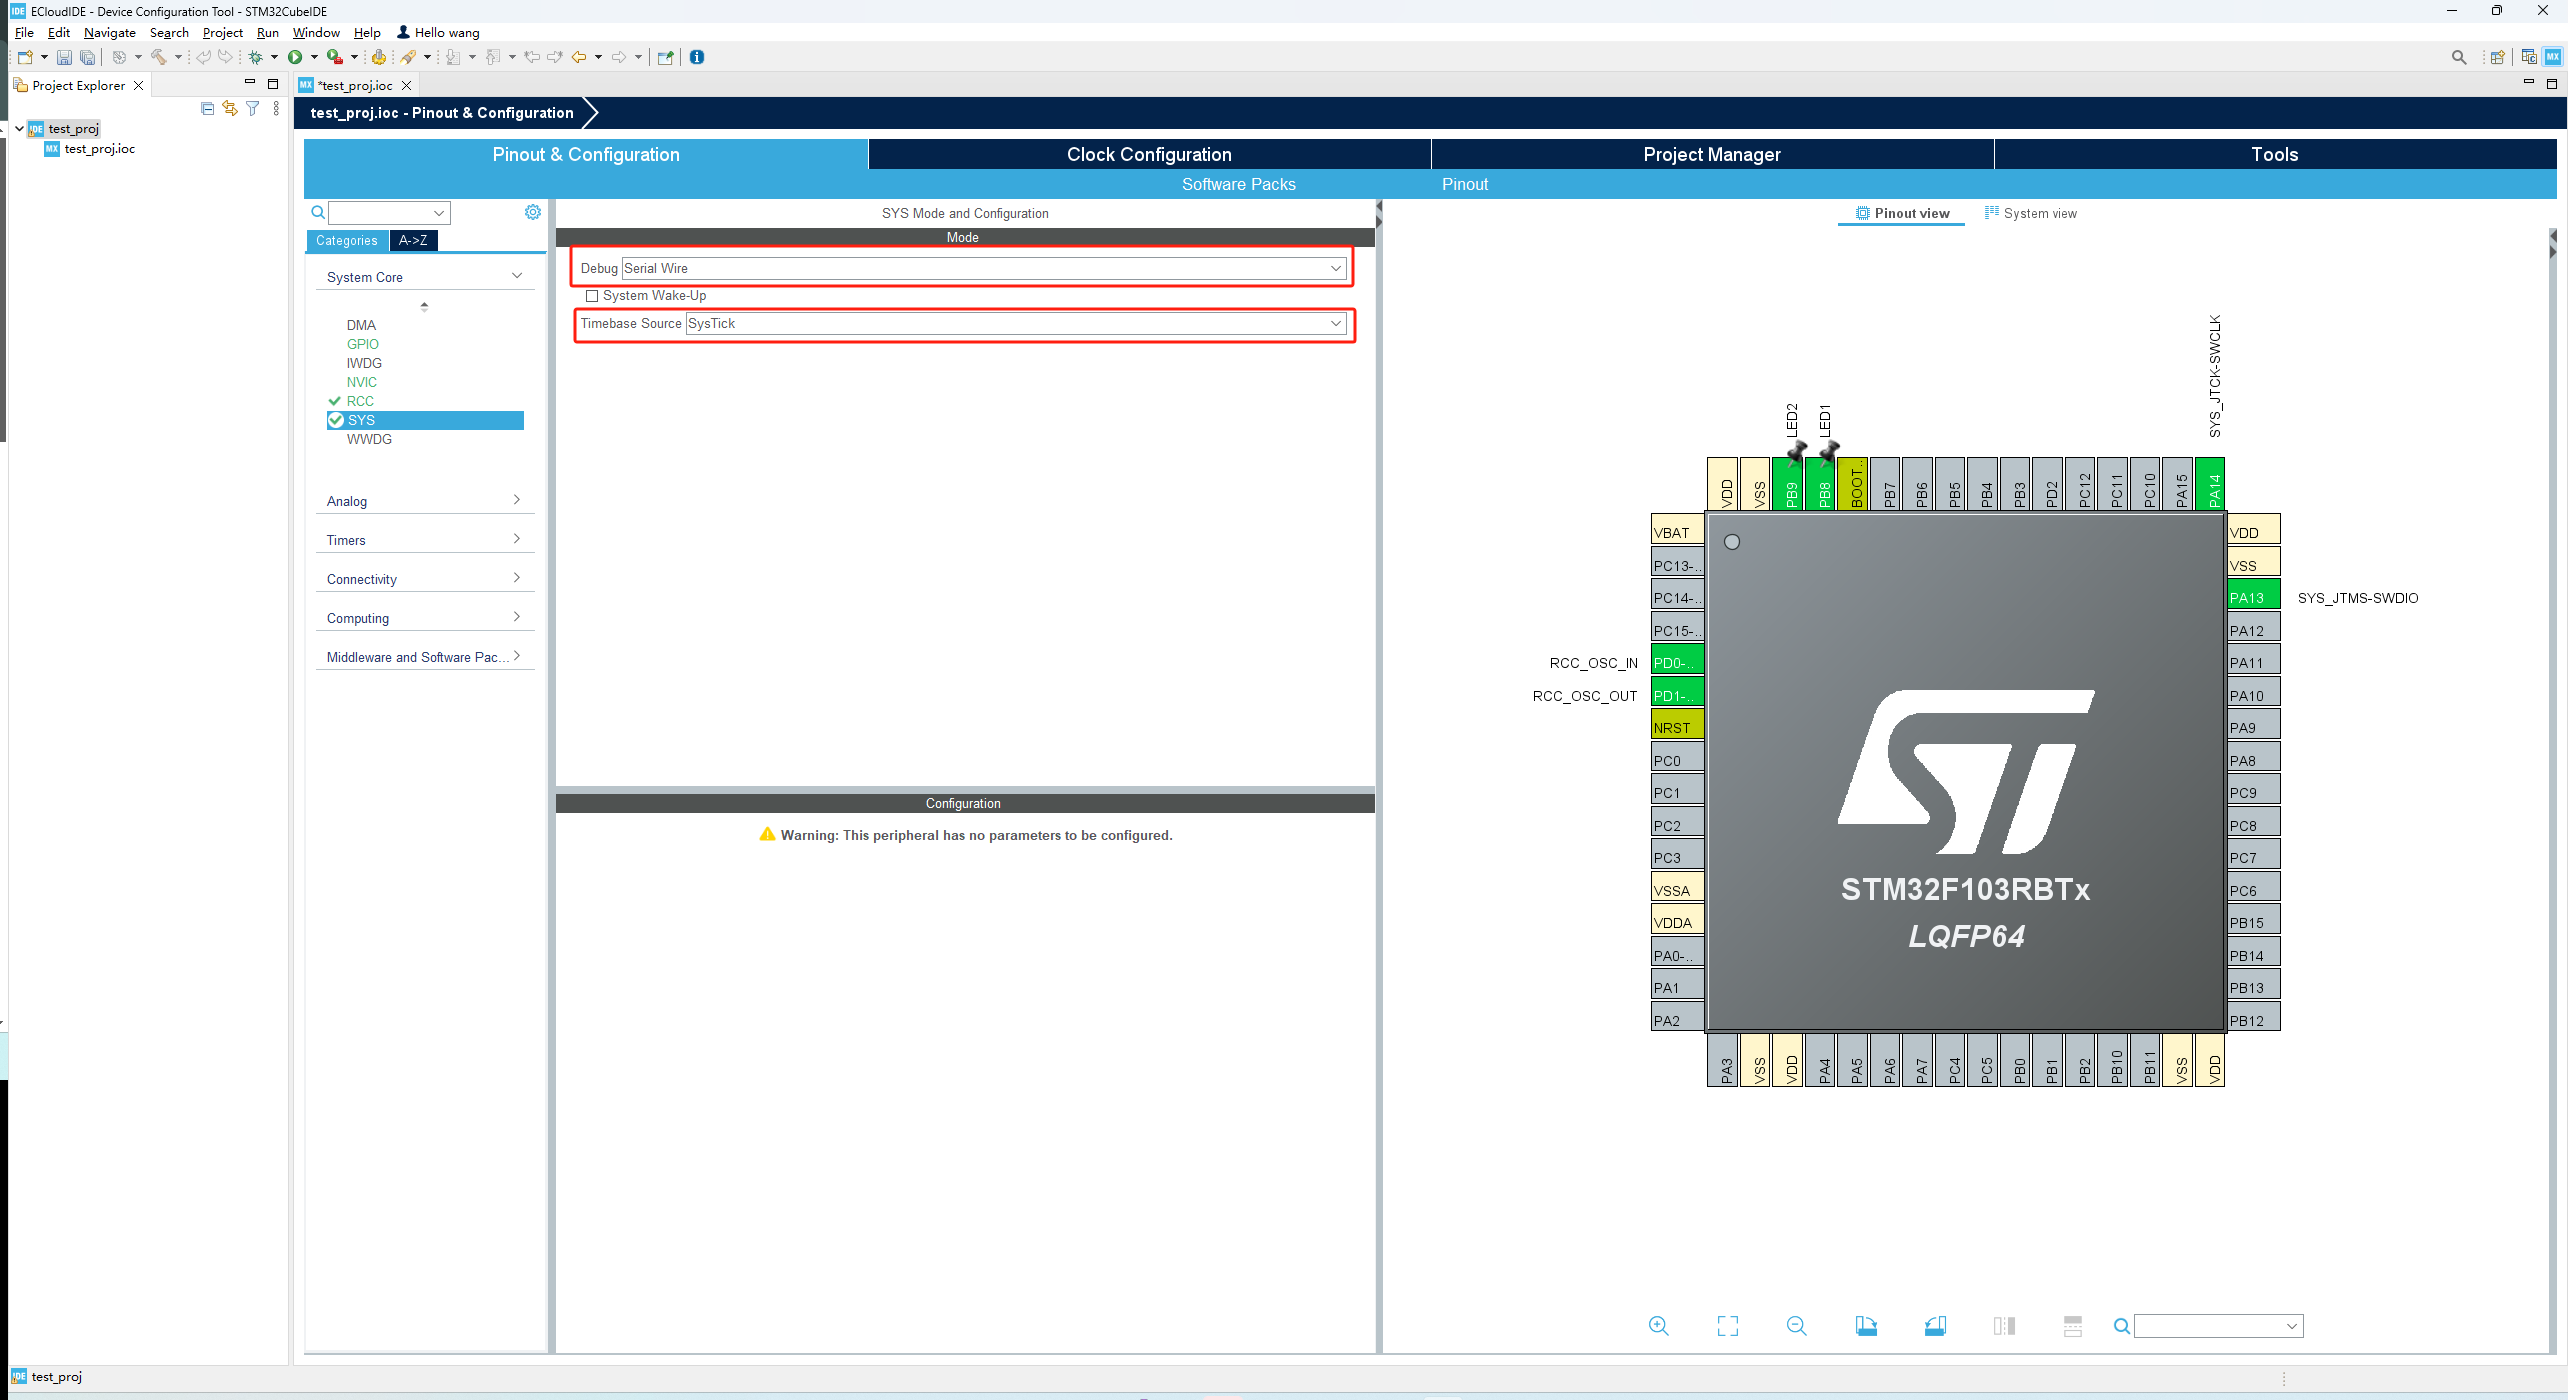 ECloudIDE - Device Configuration Tool - STM32CubeIDE
File Edit Navigate Search Project Run Window Help Hello wang
Project Explorer
*test_proj.ioc
test_proj
test_proj.ioc
test_proj.ioc - Pinout & Configuration
Pinout & Configuration
Clock Configuration
Project Manager
Tools
Software Packs
Pinout
Categories
A->Z
System Core
DMA
GPIO
IWDG
NVIC
RCC
SYS
WWDG
Analog
Timers
Connectivity
Computing
Middleware and Software Pac...
SYS Mode and Configuration
Mode
Debug Serial Wire
System Wake-Up
Timebase Source SysTick
Configuration
Warning: This peripheral has no parameters to be configured.
Pinout view
System view
LED2
LED1
SYS_JTCK-SWCLK
VDD
VSS
PB9
PB8
BOOT..
PB7
PB6
PB5
PB4
PB3
PD2
PC12
PC11
PC10
PA15
PA14
VBAT
PC13-..
PC14-..
PC15-..
RCC_OSC_IN
PD0-..
RCC_OSC_OUT
PD1-..
NRST
PC0
PC1
PC2
PC3
VSSA
VDDA
PA0-..
PA1
PA2
STM32F103RBTx
LQFP64
VDD
VSS
PA13
SYS_JTMS-SWDIO
PA12
PA11
PA10
PA9
PA8
PC9
PC8
PC7
PC6
PB15
PB14
PB13
PB12
PA3
VSS
VDD
PA4
PA5
PA6
PA7
PC4
PC5
PB0
PB1
PB2
PB10
PB11
VSS
VDD
test_proj